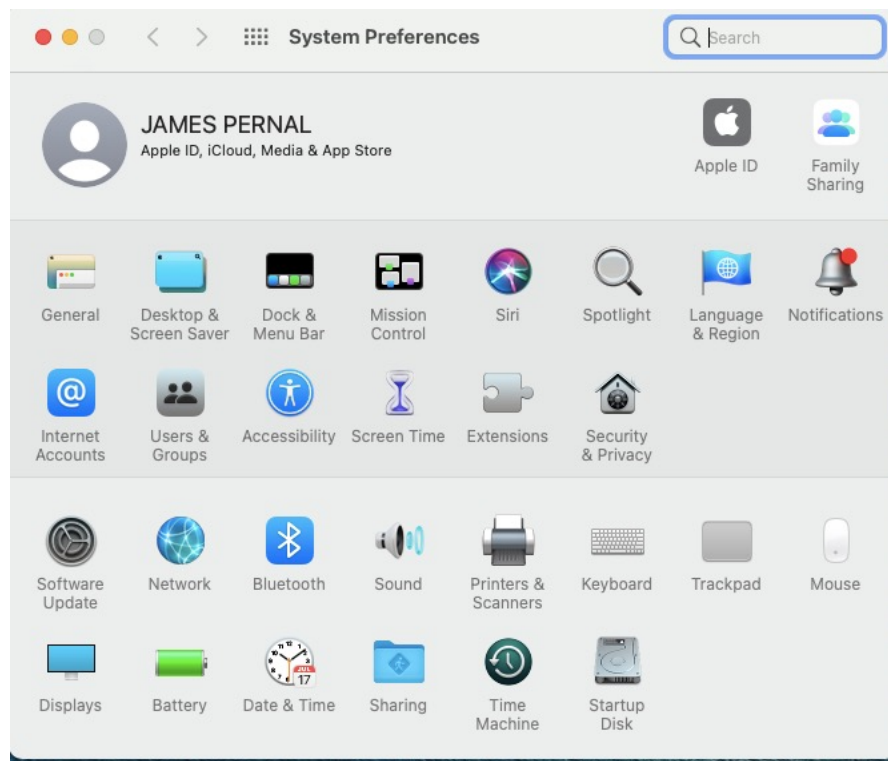 System Preferences
Search
JAMES PERNAL
Apple ID, iCloud, Media & App Store
Apple ID
Family
Sharing
General
Desktop &
Screen Saver
Dock &
Menu Bar
Mission
Control
Siri
Spotlight
Language
& Region
Notifications
@
Internet
Accounts
Users &
Groups
Accessibility
Screen Time
Extensions
Security
& Privacy
Software
Update
Network
Bluetooth
Sound
Printers &
Scanners
Keyboard
Trackpad
Mouse
Displays
Battery
JUL
17
Date & Time
Sharing
Time
Machine
Startup
Disk